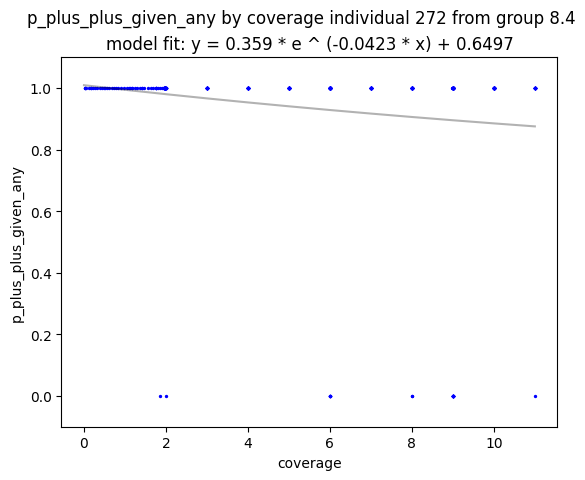 p_plus_plus_given_any by coverage individual 272 from group 8.4
model fit: y = 0.359 * e ^ (-0.0423 * x) + 0.6497
1.0
0.8
0.6
0.4
0.2
0.0
p_plus_plus_given_any
0 2 4 6 8 10
coverage